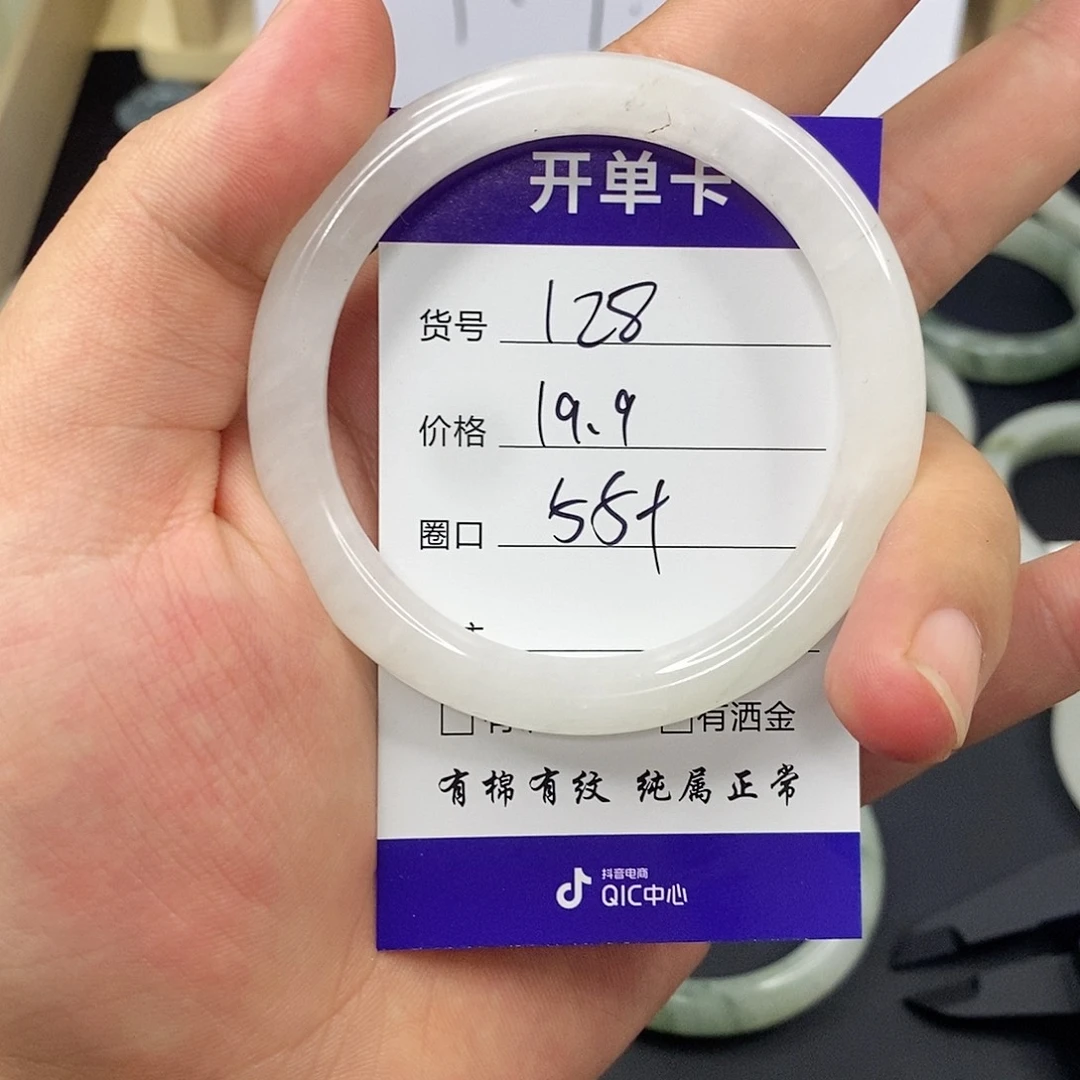 开单卡
货号 128
价格 19.9
圈口 55+
有洒金
有棉有纹 纯属正常
抖音电商
QIC中心